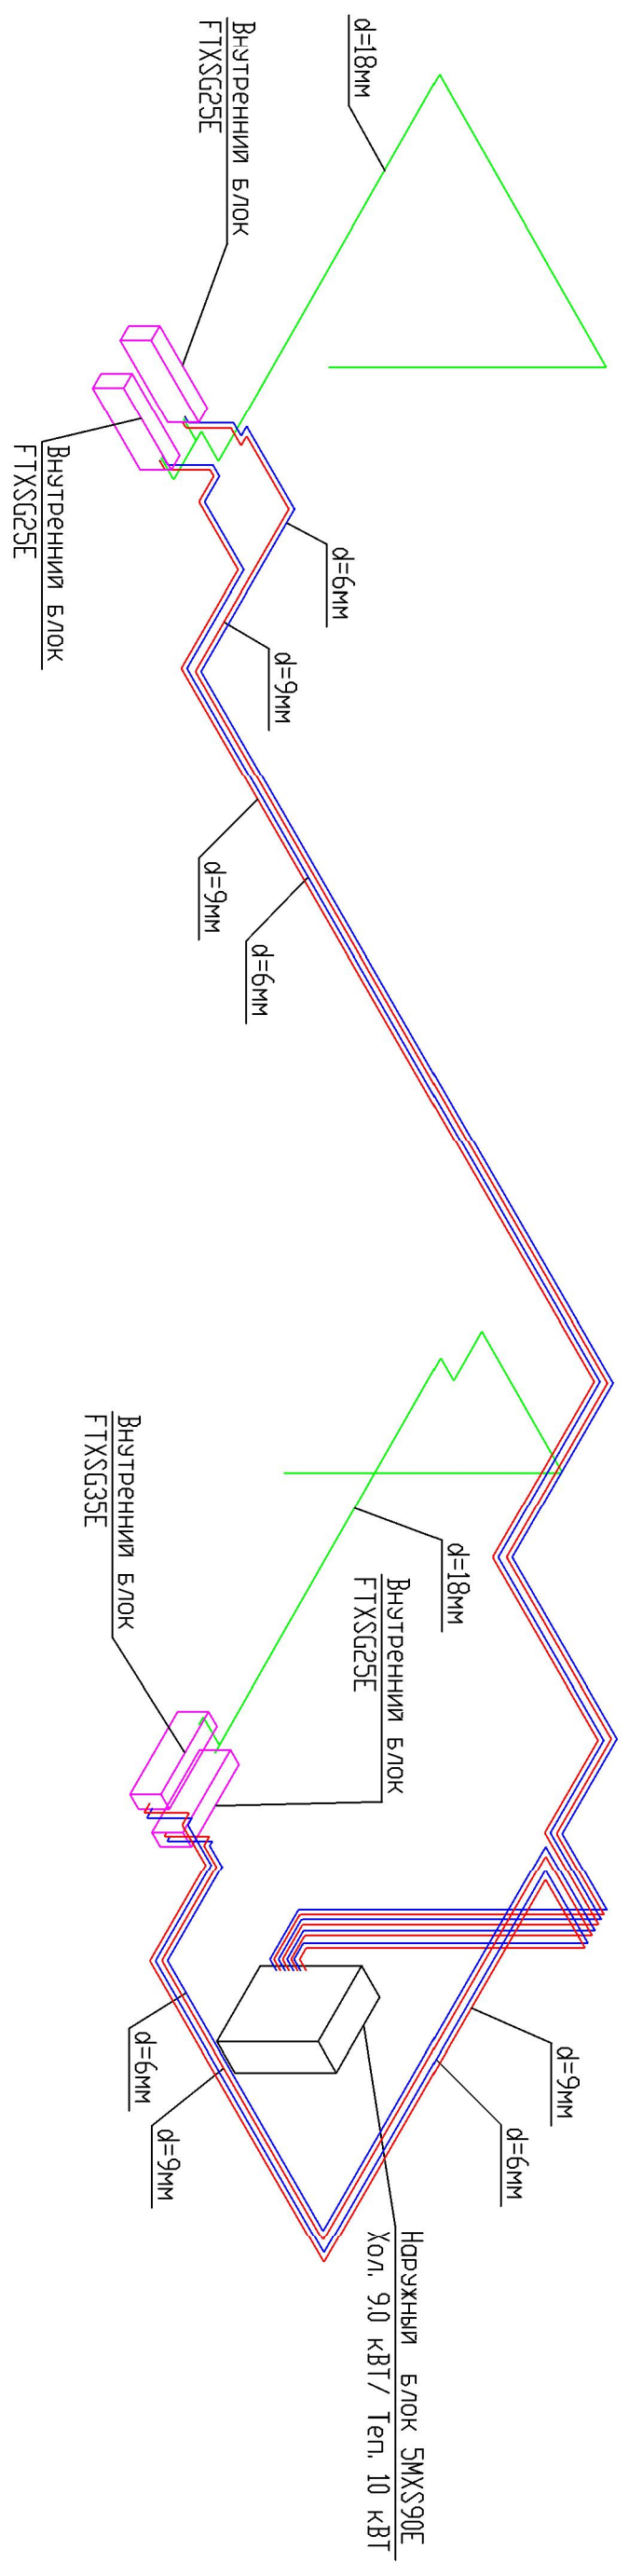 d=18мм
Внутренний блок
FTXSG25E
Внутренний блок
FTXSG25E
d=6мм
d=9мм
d=9мм
d=6мм
Внутренний блок
FTXSG35E
d=18мм
Внутренний блок
FTXSG25E
d=6мм
d=9мм
d=9мм
d=6мм
Наружный блок 5MXS90E
Хол. 9.0 кВТ/ Теп. 10 кВТ